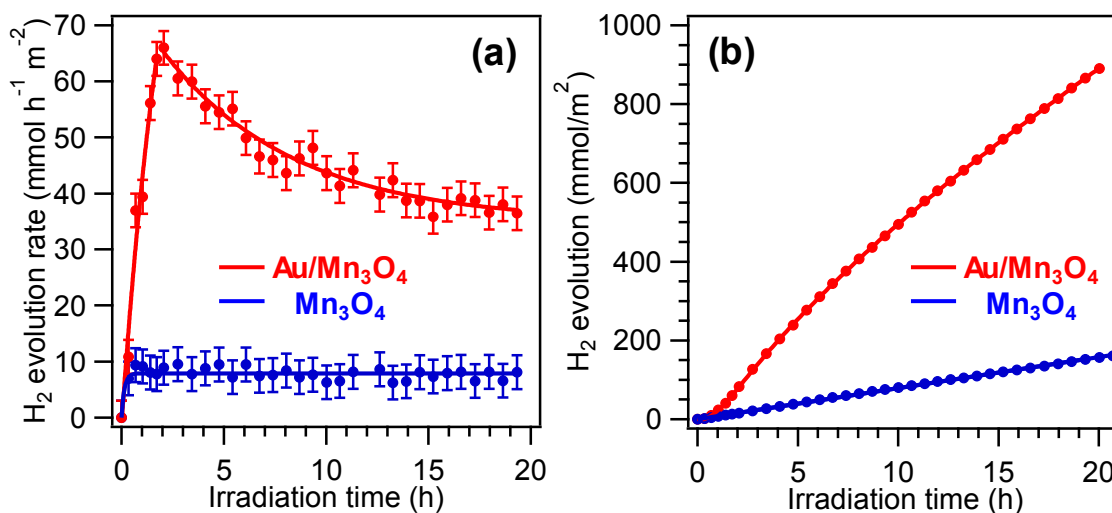 (a)
H₂ evolution rate (mmol h⁻¹ m⁻²)
70
60
50
40
30
20
10
0
Au/Mn₃O₄
Mn₃O₄
0 5 10 15 20
Irradiation time (h)
(b)
H₂ evolution (mmol/m²)
1000
800
600
400
200
0
Au/Mn₃O₄
Mn₃O₄
0 5 10 15 20
Irradiation time (h)